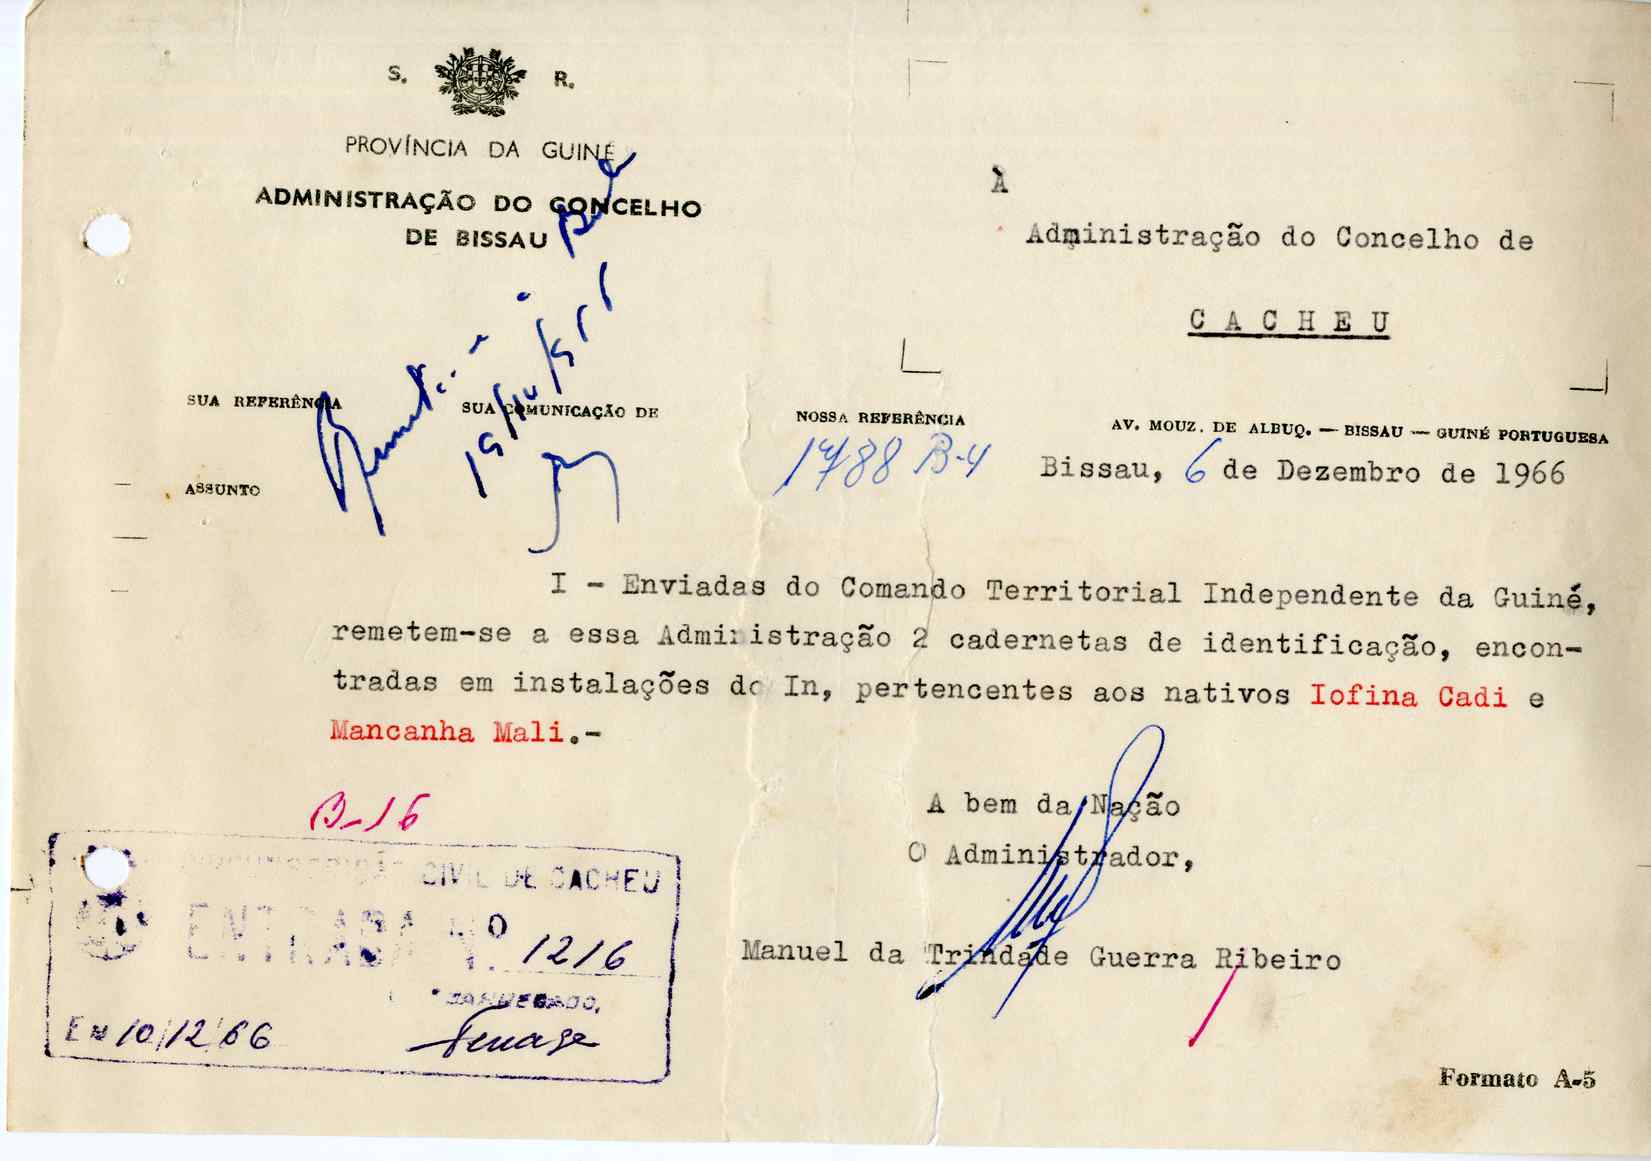 S. R.
PROVÍNCIA DA GUINÉ
ADMINISTRAÇÃO DO CONCELHO
DE BISSAU
À
Administração do Concelho de
CACHEU
SUA REFERÊNCIA
SUA COMUNICAÇÃO DE
NOSSA REFERÊNCIA
1788 B-4
AV. MOUZ. DE ALBUQ. — BISSAU — GUINÉ PORTUGUESA
Bissau, 6 de Dezembro de 1966
ASSUNTO
I - Enviadas do Comando Territorial Independente da Guiné,
remetem-se a essa Administração 2 cadernetas de identificação, encon-
tradas em instalações do In, pertencentes aos nativos Iofina Cadi e
Mancanha Mali.-
A bem da Nação
O Administrador,
Manuel da Trindade Guerra Ribeiro
B-16
CIVIL DE CACHEU
ENTRADA N.º 1216
EM 10/12/66
Formato A-5